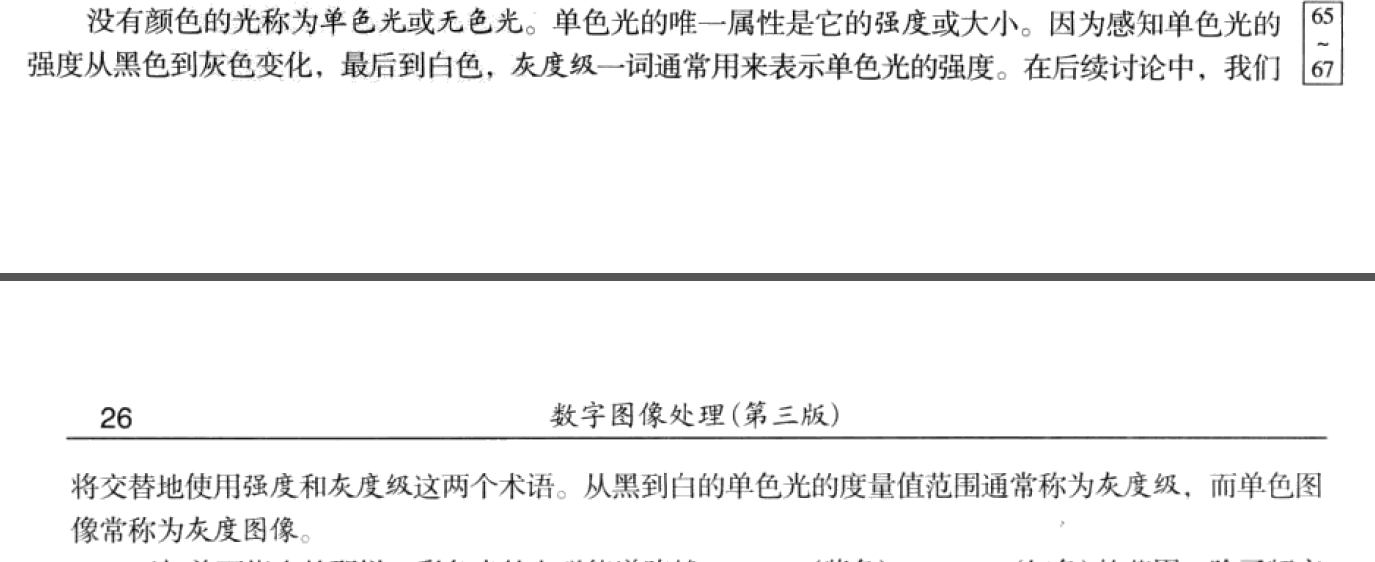 没有颜色的光称为单色光或无色光。单色光的唯一属性是它的强度或大小。因为感知单色光的
65
~
67
强度从黑色到灰色变化，最后到白色，灰度级一词通常用来表示单色光的强度。在后续讨论中，我们
26
数字图像处理(第三版)
将交替地使用强度和灰度级这两个术语。从黑到白的单色光的度量值范围通常称为灰度级，而单色图
像常称为灰度图像。